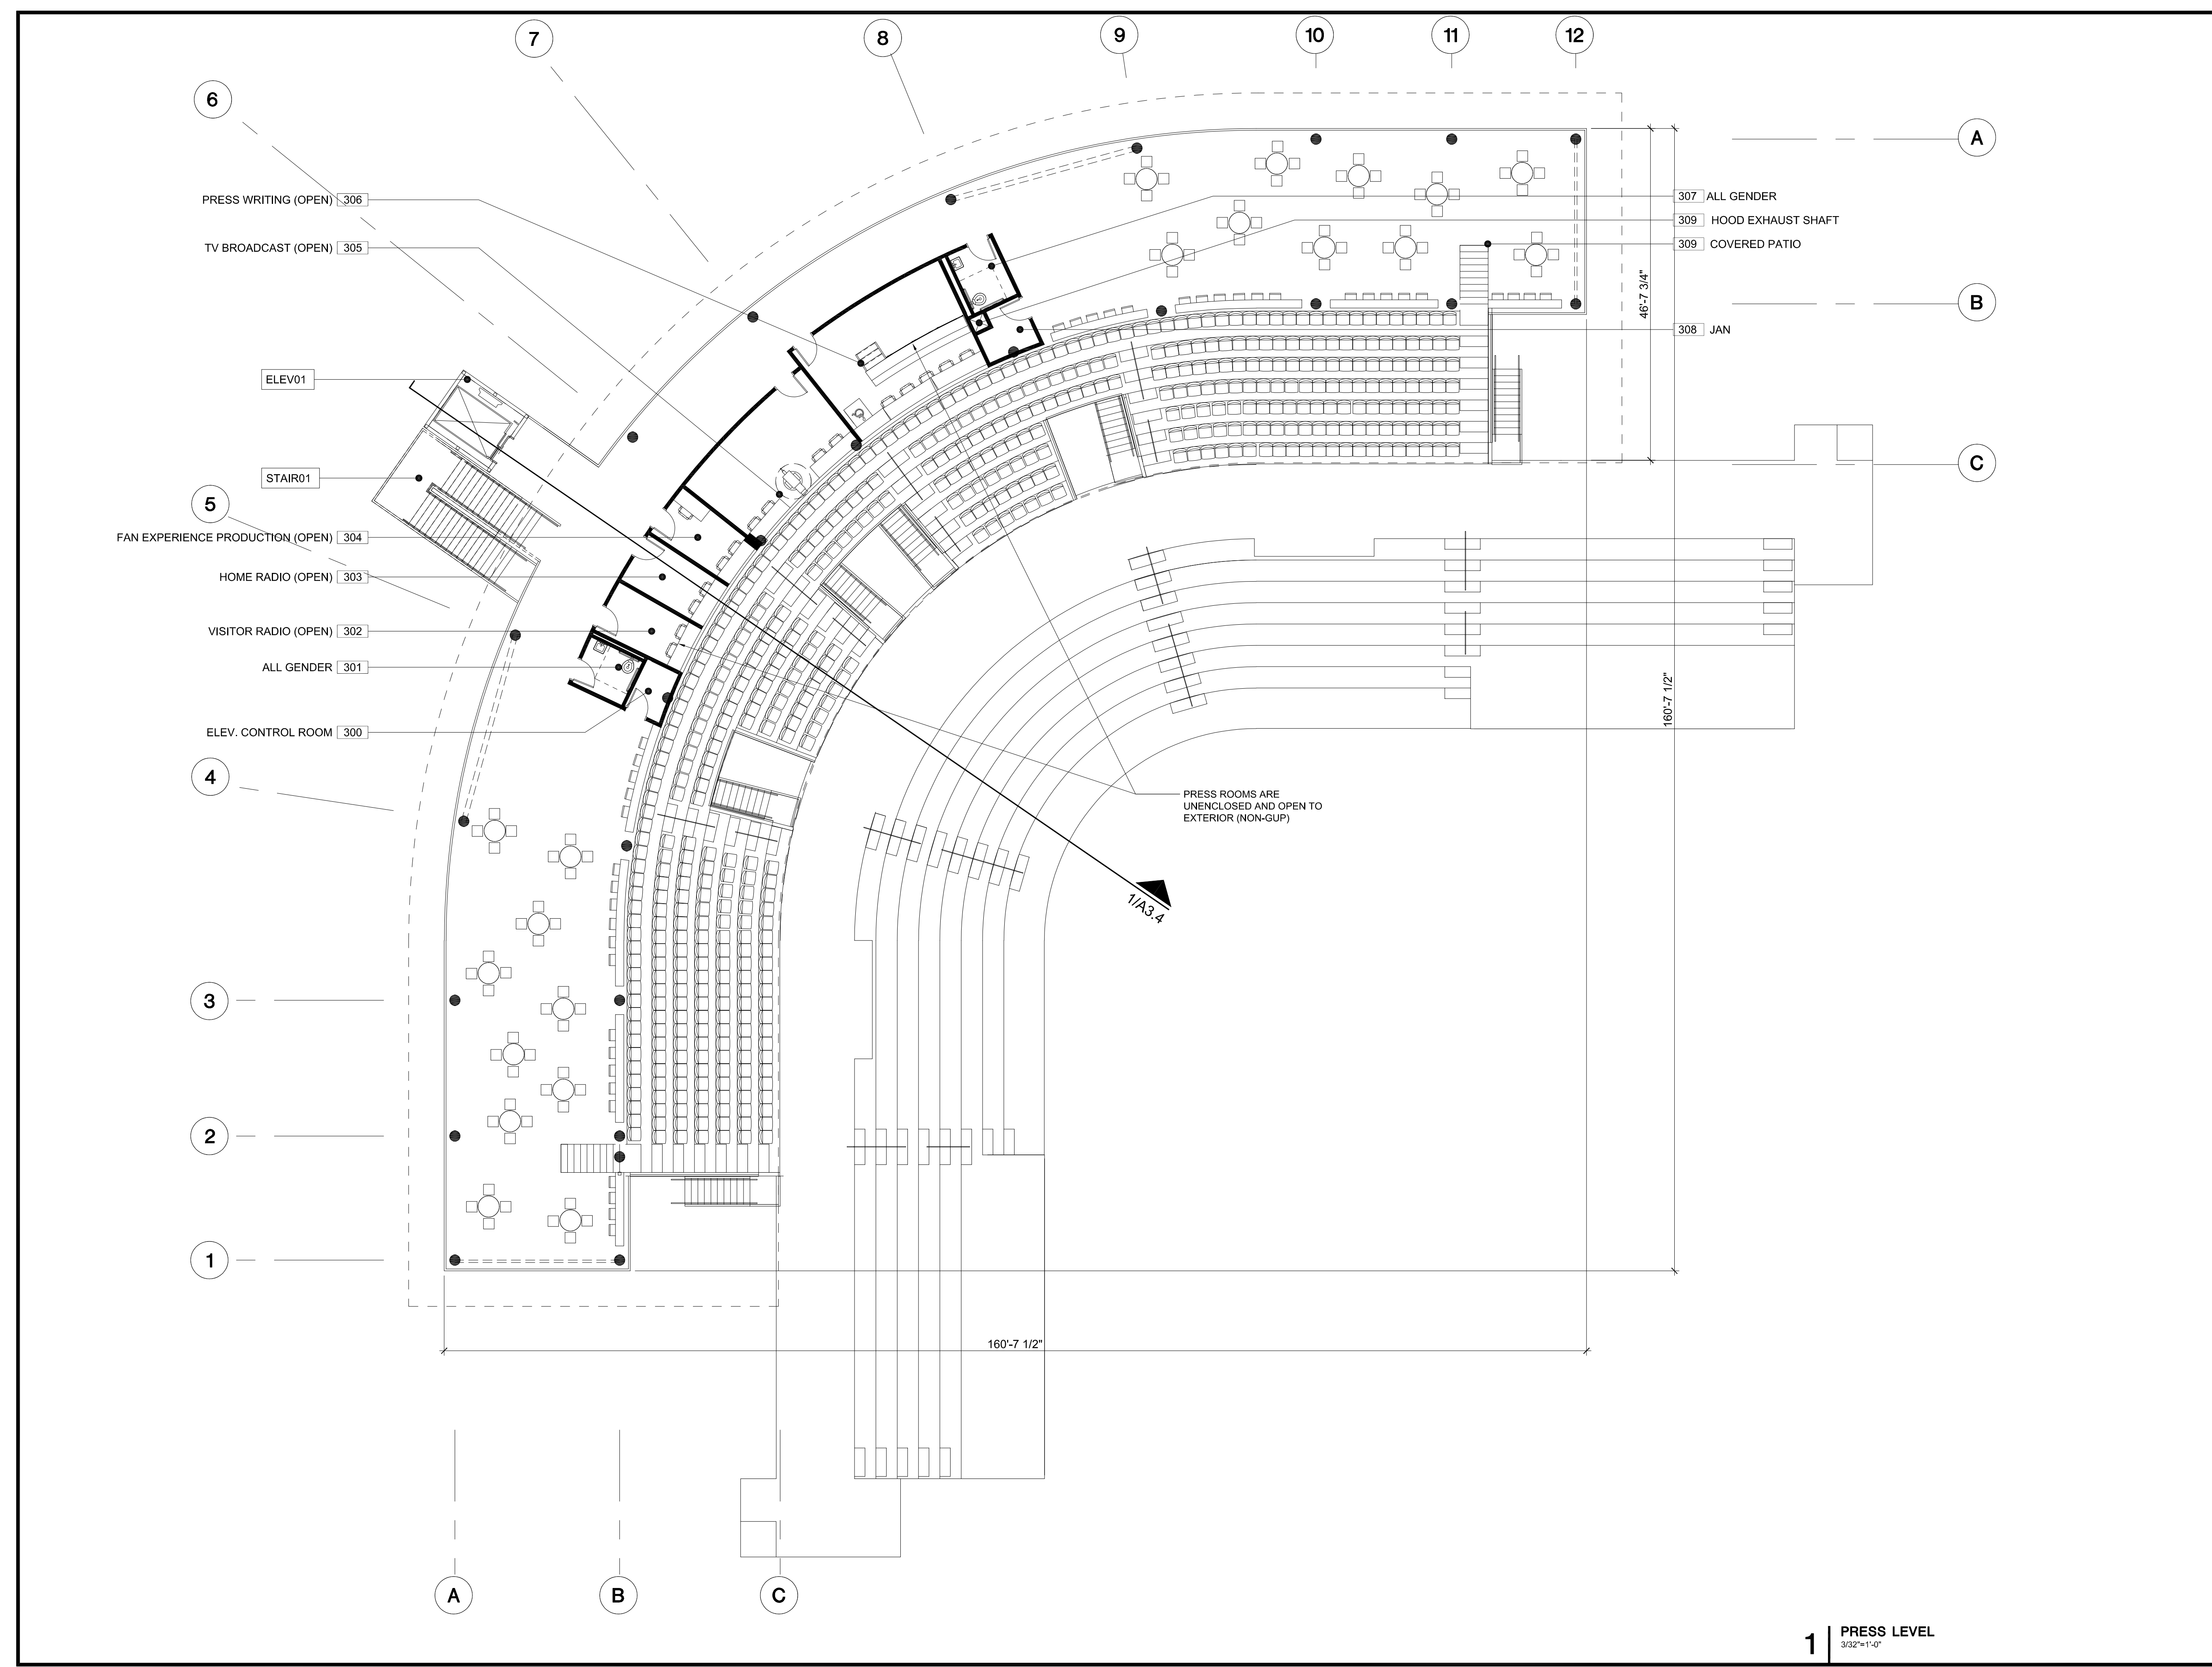 7
8
9
10
11
12
6
A
PRESS WRITING (OPEN) 306
307 ALL GENDER
309 HOOD EXHAUST SHAFT
TV BROADCAST (OPEN) 305
309 COVERED PATIO
46'-7 3/4"
B
308 JAN
ELEV01
C
STAIR01
5
FAN EXPERIENCE PRODUCTION (OPEN) 304
HOME RADIO (OPEN) 303
VISITOR RADIO (OPEN) 302
ALL GENDER 301
160'-7 1/2"
ELEV. CONTROL ROOM 300
4
PRESS ROOMS ARE
UNENCLOSED AND OPEN TO
EXTERIOR (NON-GUP)
1/A3.4
3
2
1
160'-7 1/2"
A
B
C
1
PRESS LEVEL
3/32"=1'-0"